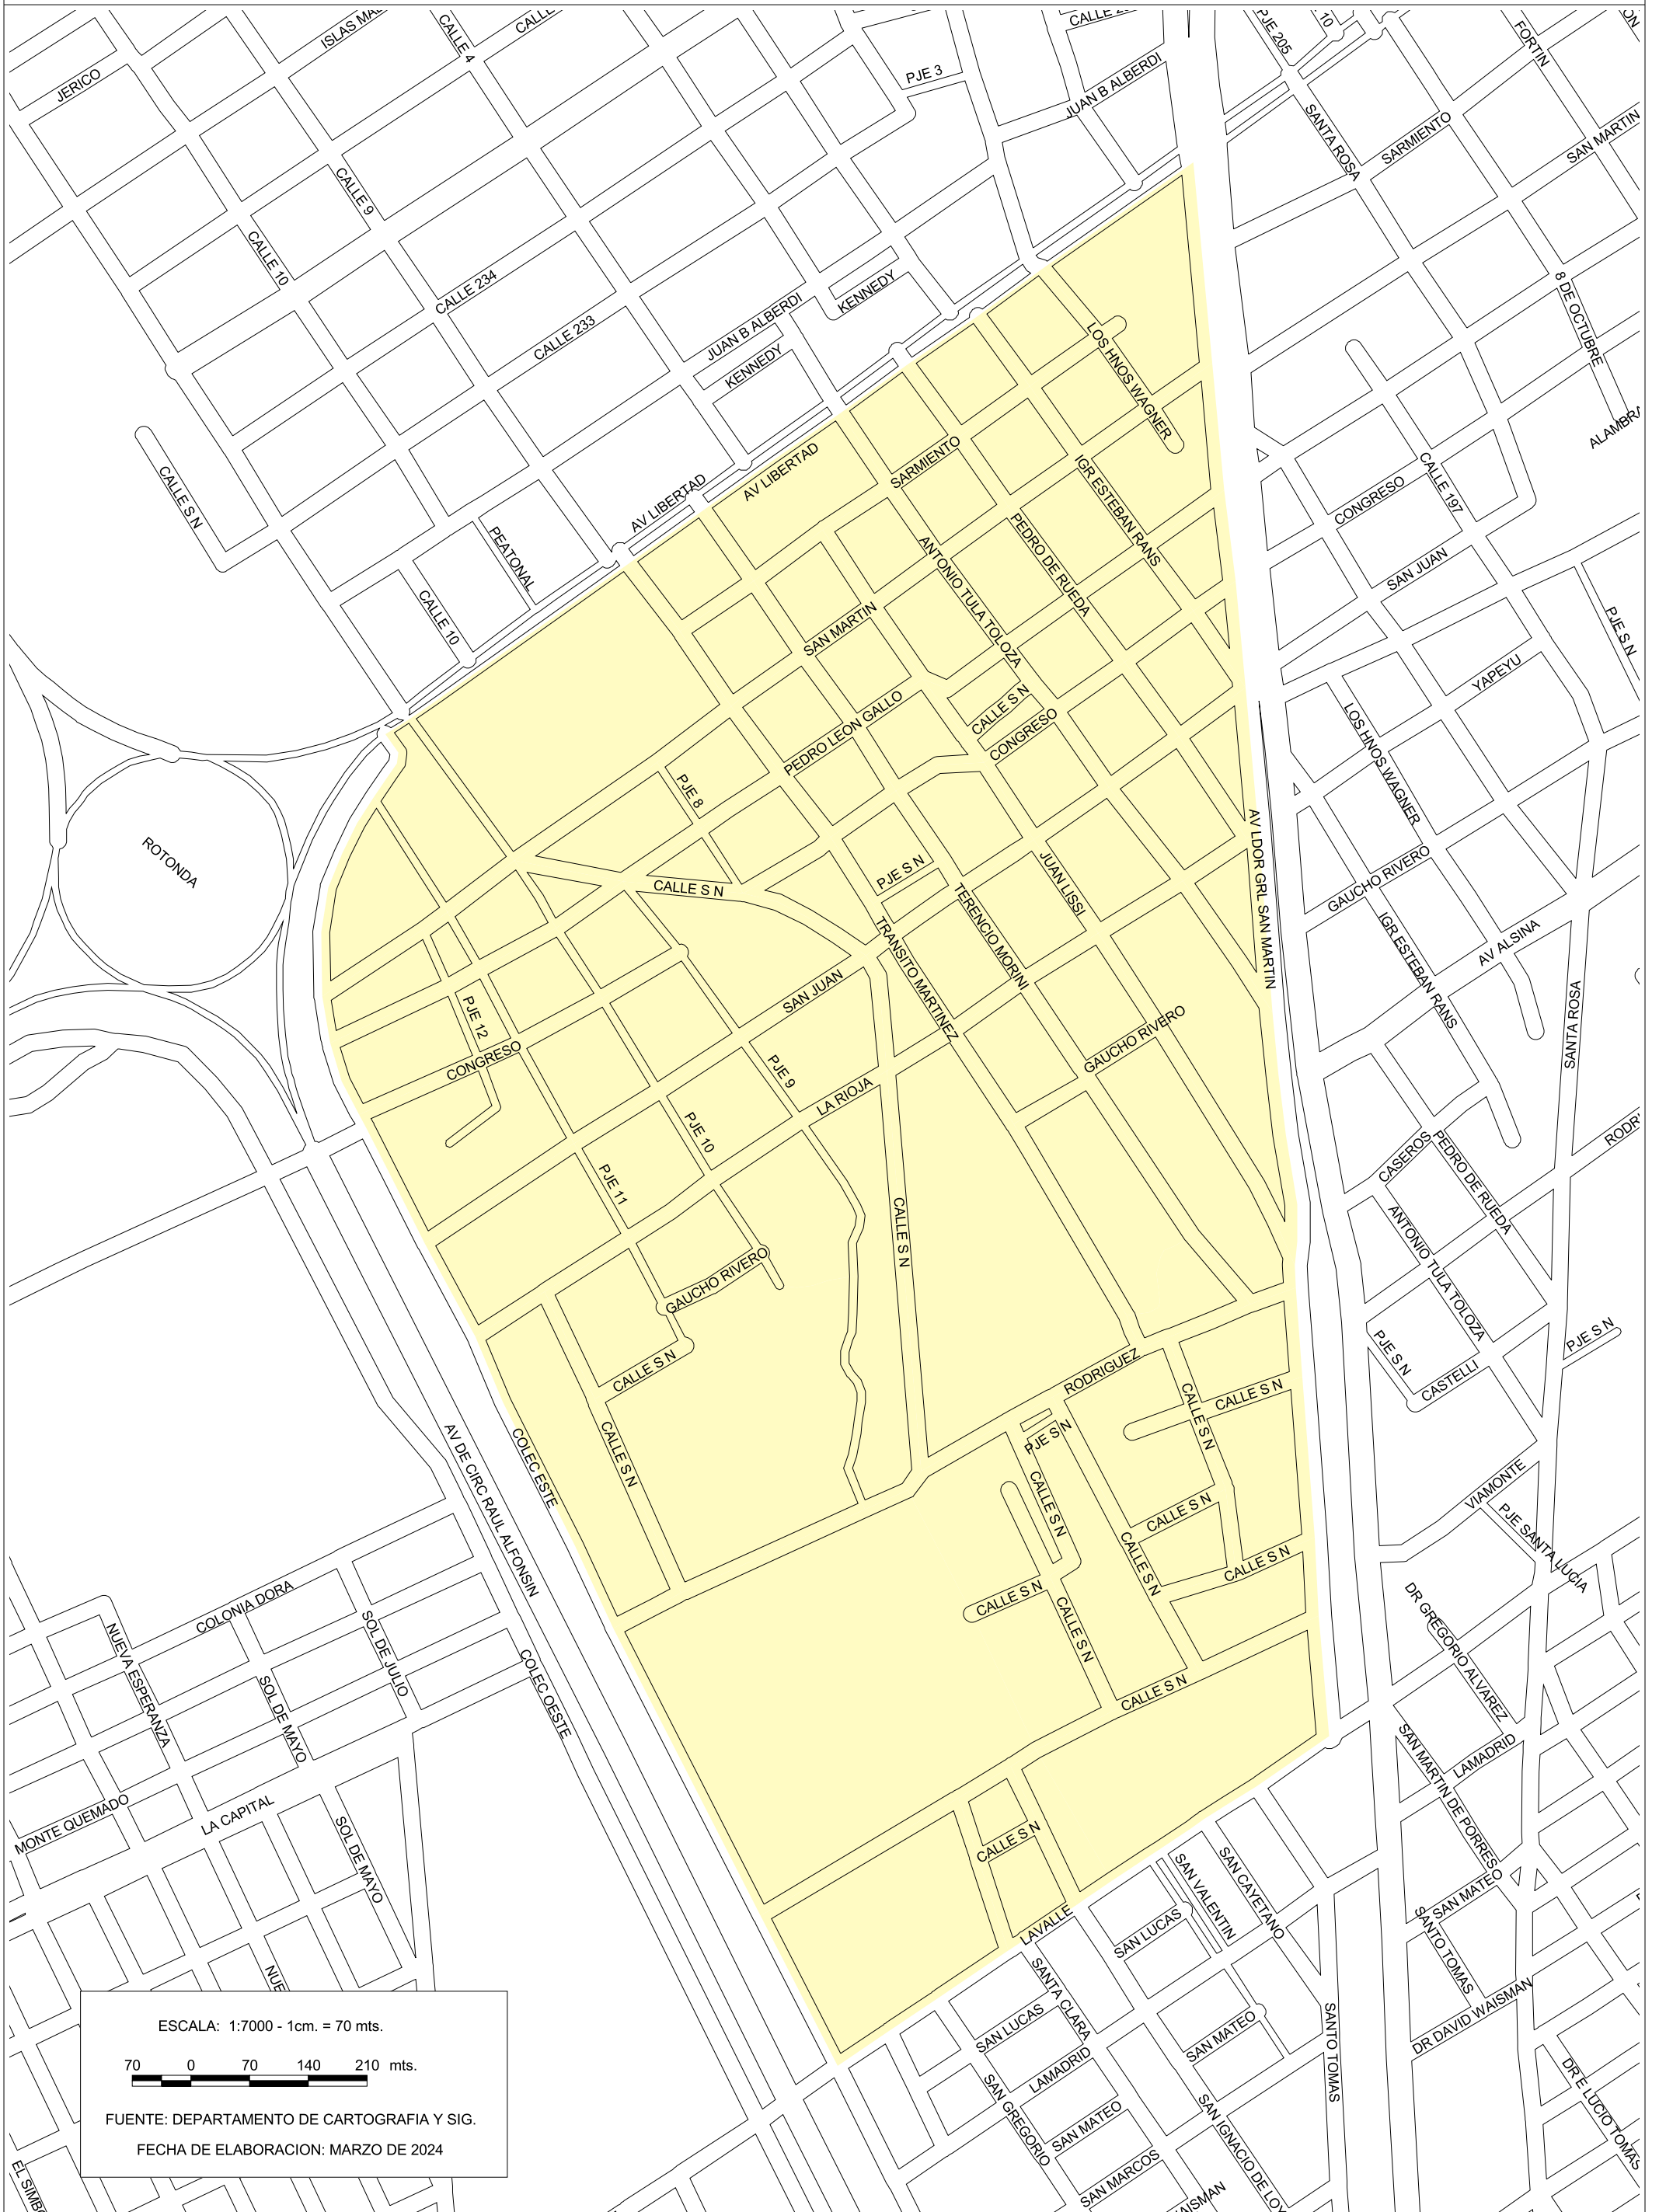 ISLAS MA
CALLE 4
CALLE
JERICO
PJE 3
CALLE 2
JUAN B ALBERDI
PJE 205
10
FORTIN
SANTA ROSA
SARMIENTO
SAN MARTIN
CALLE 9
CALLE 10
CALLE 234
CALLE 233
JUAN B ALBERDI
KENNEDY
KENNEDY
8 DE OCTUBRE
LOS HNOS WAGNER
ALAMBRA
CALLE S N
AV LIBERTAD
AV LIBERTAD
SARMIENTO
IGR ESTEBAN RANS
CALLE 197
CONGRESO
PEATONAL
PEDRO DE RUEDA
ANTONIO TULA TOLOZA
SAN JUAN
CALLE 10
SAN MARTIN
PJE S N
YAPEYU
PEDRO LEON GALLO
CALLE S N
CONGRESO
LOS HNOS WAGNER
PJE 8
ROTONDA
AV LDOR GRL SAN MARTIN
CALLE S N
PJE S N
JUAN LISSI
TERENCIO MORINI
GAUCHO RIVERO
IGR ESTEBAN RANS
AV ALSINA
TRANSITO MARTINEZ
SAN JUAN
PJE 12
SANTA ROSA
CONGRESO
GAUCHO RIVERO
PJE 9
LA RIOJA
PJE 10
PJE 11
CASEROS
PEDRO DE RUEDA
RODR
CALLE S N
ANTONIO TULA TOLOZA
GAUCHO RIVERO
CALLE S N
RODRIGUEZ
PJE S N
PJE S N
CASTELLI
CALLE S N
CALLE S N
CALLE S N
COLEC ESTE
AV DE CIRC RAUL ALFONSIN
PJE S N
CALLE S N
CALLE S N
CALLE S N
VIAMONTE
PJE SANTA LUCIA
CALLE S N
CALLE S N
CALLE S N
COLONIA DORA
NUEVA ESPERANZA
SOL DE JULIO
SOL DE MAYO
COLEC OESTE
DR GREGORIO ALVAREZ
CALLE S N
LAMADRID
SAN MARTIN DE PORRES
MONTE QUEMADO
LA CAPITAL
SOL DE MAYO
CALLE S N
SAN VALENTIN
SAN CAYETANO
SAN MATEO
SANTO TOMAS
LAVALLE
SAN LUCAS
SANTA CLARA
NUE
SAN LUCAS
SAN MATEO
SANTO TOMAS
DR DAVID WAISMAN
LAMADRID
SAN GREGORIO
SAN MATEO
SAN IGNACIO DE LOY
DR E LUCIO TOMAS
SAN MARCOS
AISMAN
EL SIMB
ESCALA: 1:7000 - 1cm. = 70 mts.
70 0 70 140 210 mts.
FUENTE: DEPARTAMENTO DE CARTOGRAFIA Y SIG.
FECHA DE ELABORACION: MARZO DE 2024